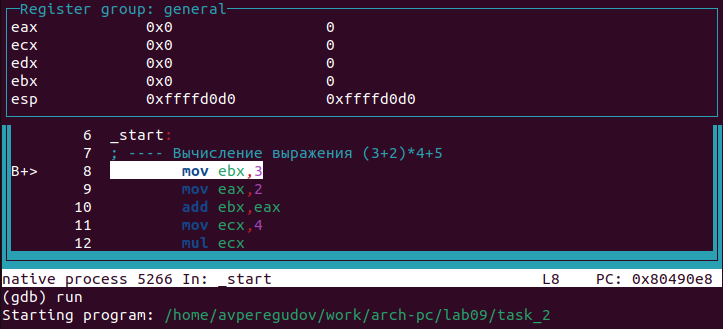 Register group: general
eax 0x0 0
ecx 0x0 0
edx 0x0 0
ebx 0x0 0
esp 0xffffd0d0 0xffffd0d0
6 _start:
7 ; ---- Вычисление выражения (3+2)*4+5
B+> 8 mov ebx,3
9 mov eax,2
10 add ebx,eax
11 mov ecx,4
12 mul ecx
native process 5266 In: _start L8 PC: 0x80490e8
(gdb) run
Starting program: /home/avperegudov/work/arch-pc/lab09/task_2